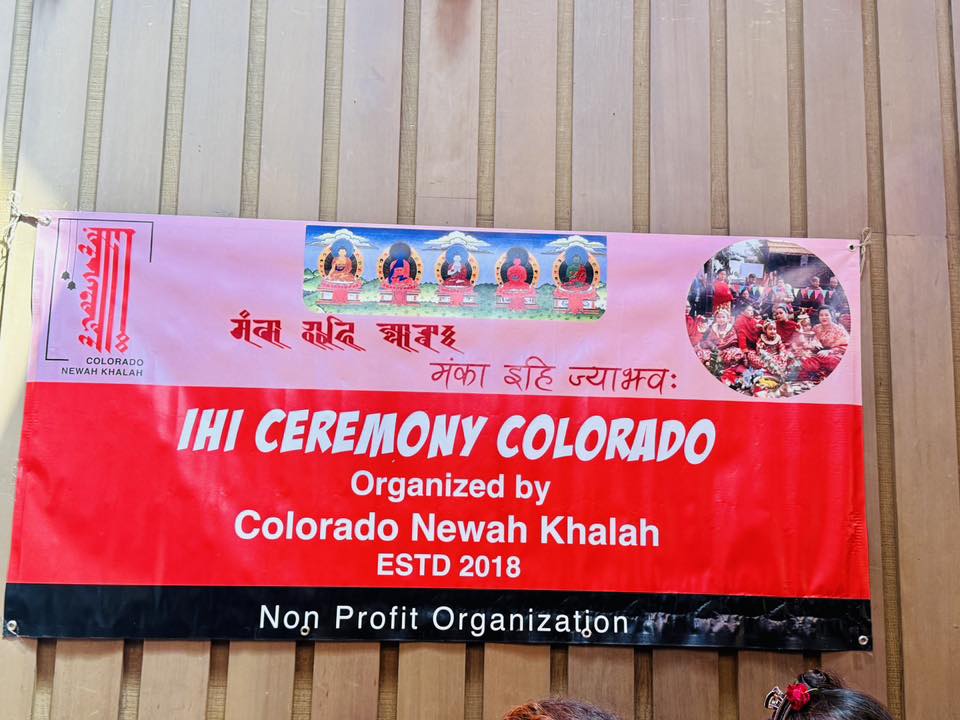 COLORADO
NEWAH KHALAH
मंका इहि ज्याझ्वः
IHI CEREMONY COLORADO
Organized by
Colorado Newah Khalah
ESTD 2018
Non Profit Organization